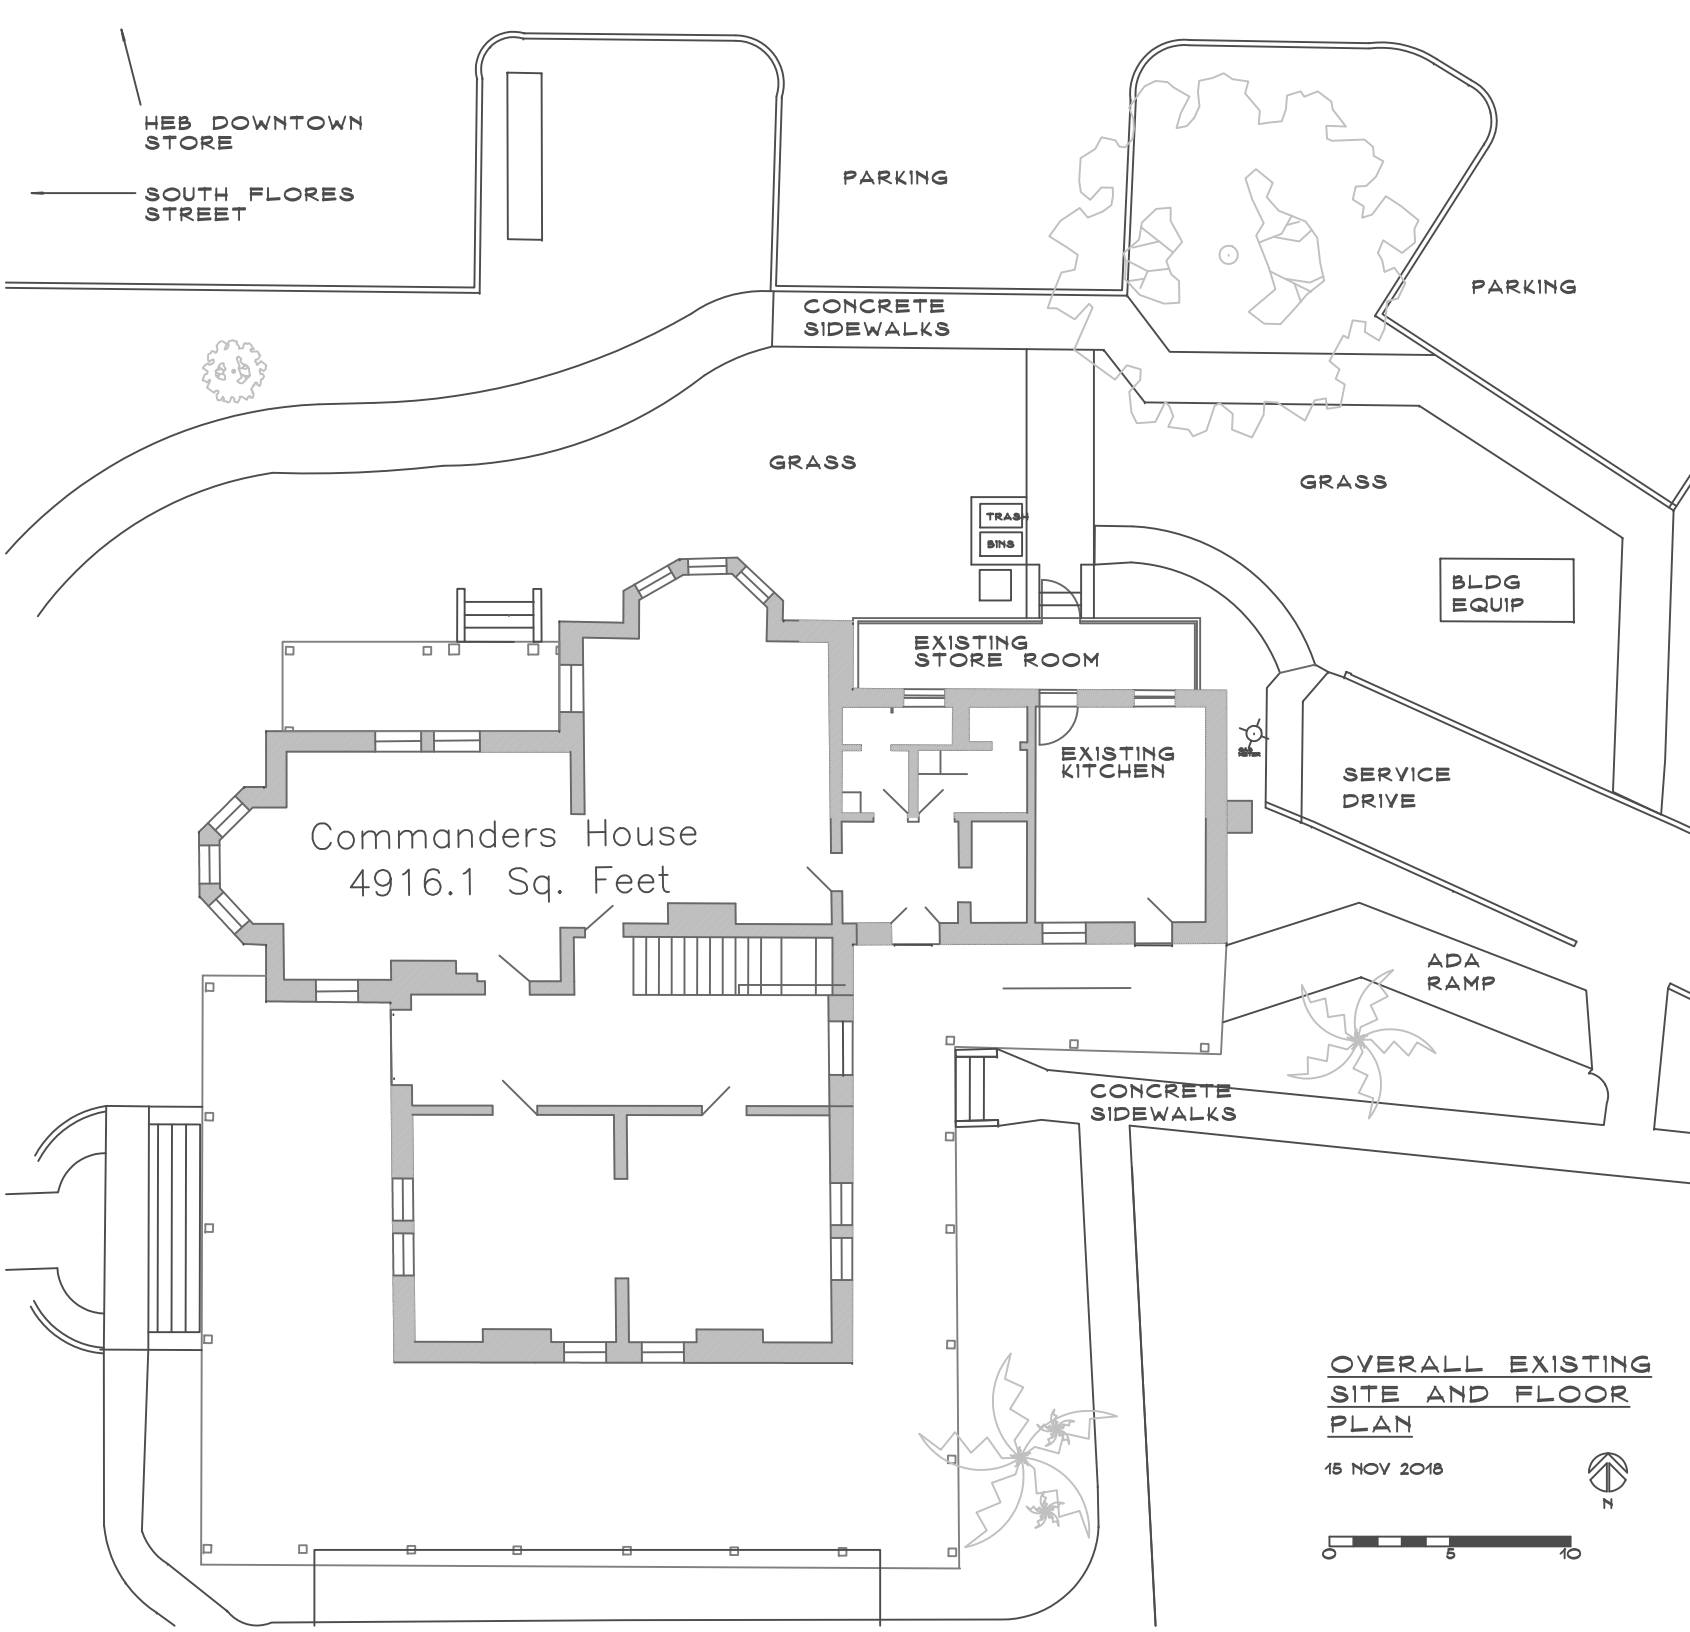 HEB DOWNTOWN
STORE
SOUTH FLORES
STREET
PARKING
PARKING
CONCRETE
SIDEWALKS
GRASS
GRASS
TRASH
BINS
BLDG
EQUIP
EXISTING
STORE ROOM
EXISTING
KITCHEN
GAS
METER
SERVICE
DRIVE
Commanders House
4916.1 Sq. Feet
ADA
RAMP
CONCRETE
SIDEWALKS
OVERALL EXISTING
SITE AND FLOOR
PLAN
15 NOV 2018
N
0 5 10